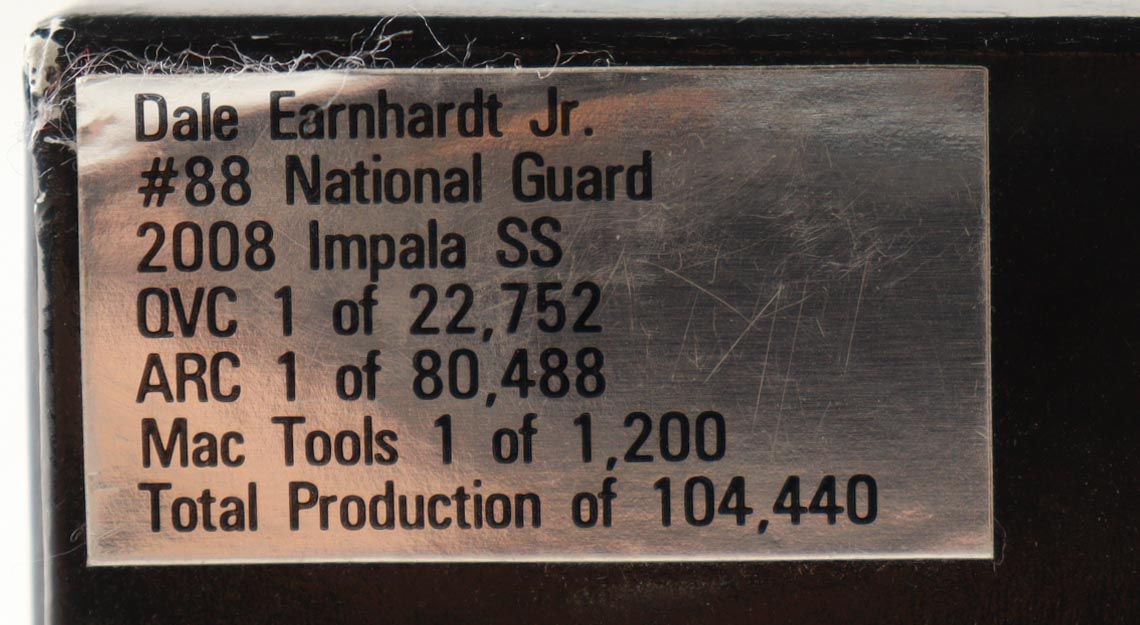 Dale Earnhardt Jr.
#88 National Guard
2008 Impala SS
QVC 1 of 22,752
ARC 1 of 80,488
Mac Tools 1 of 1,200
Total Production of 104,440